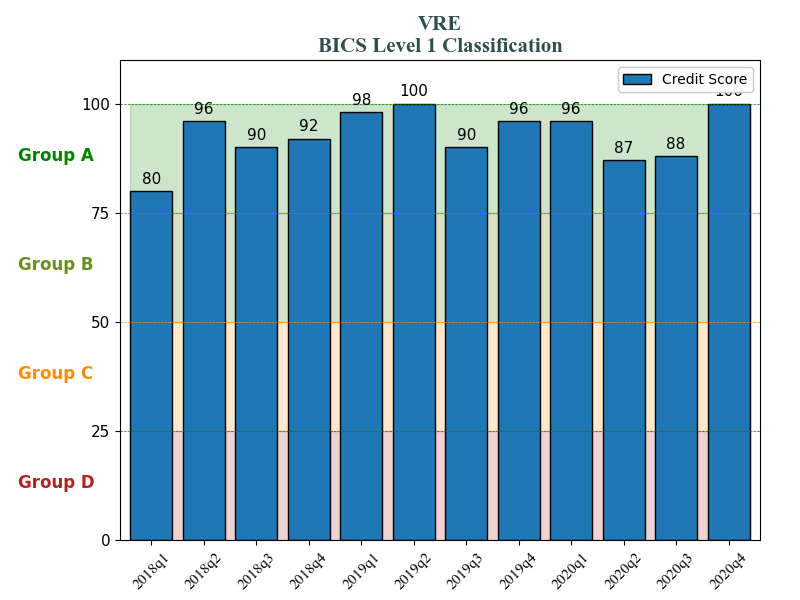 VRE
BICS Level 1 Classification
Credit Score
100
75
50
25
0
Group A
Group B
Group C
Group D
80
96
90
92
98
100
90
96
96
87
88
100
2018q1
2018q2
2018q3
2018q4
2019q1
2019q2
2019q3
2019q4
2020q1
2020q2
2020q3
2020q4